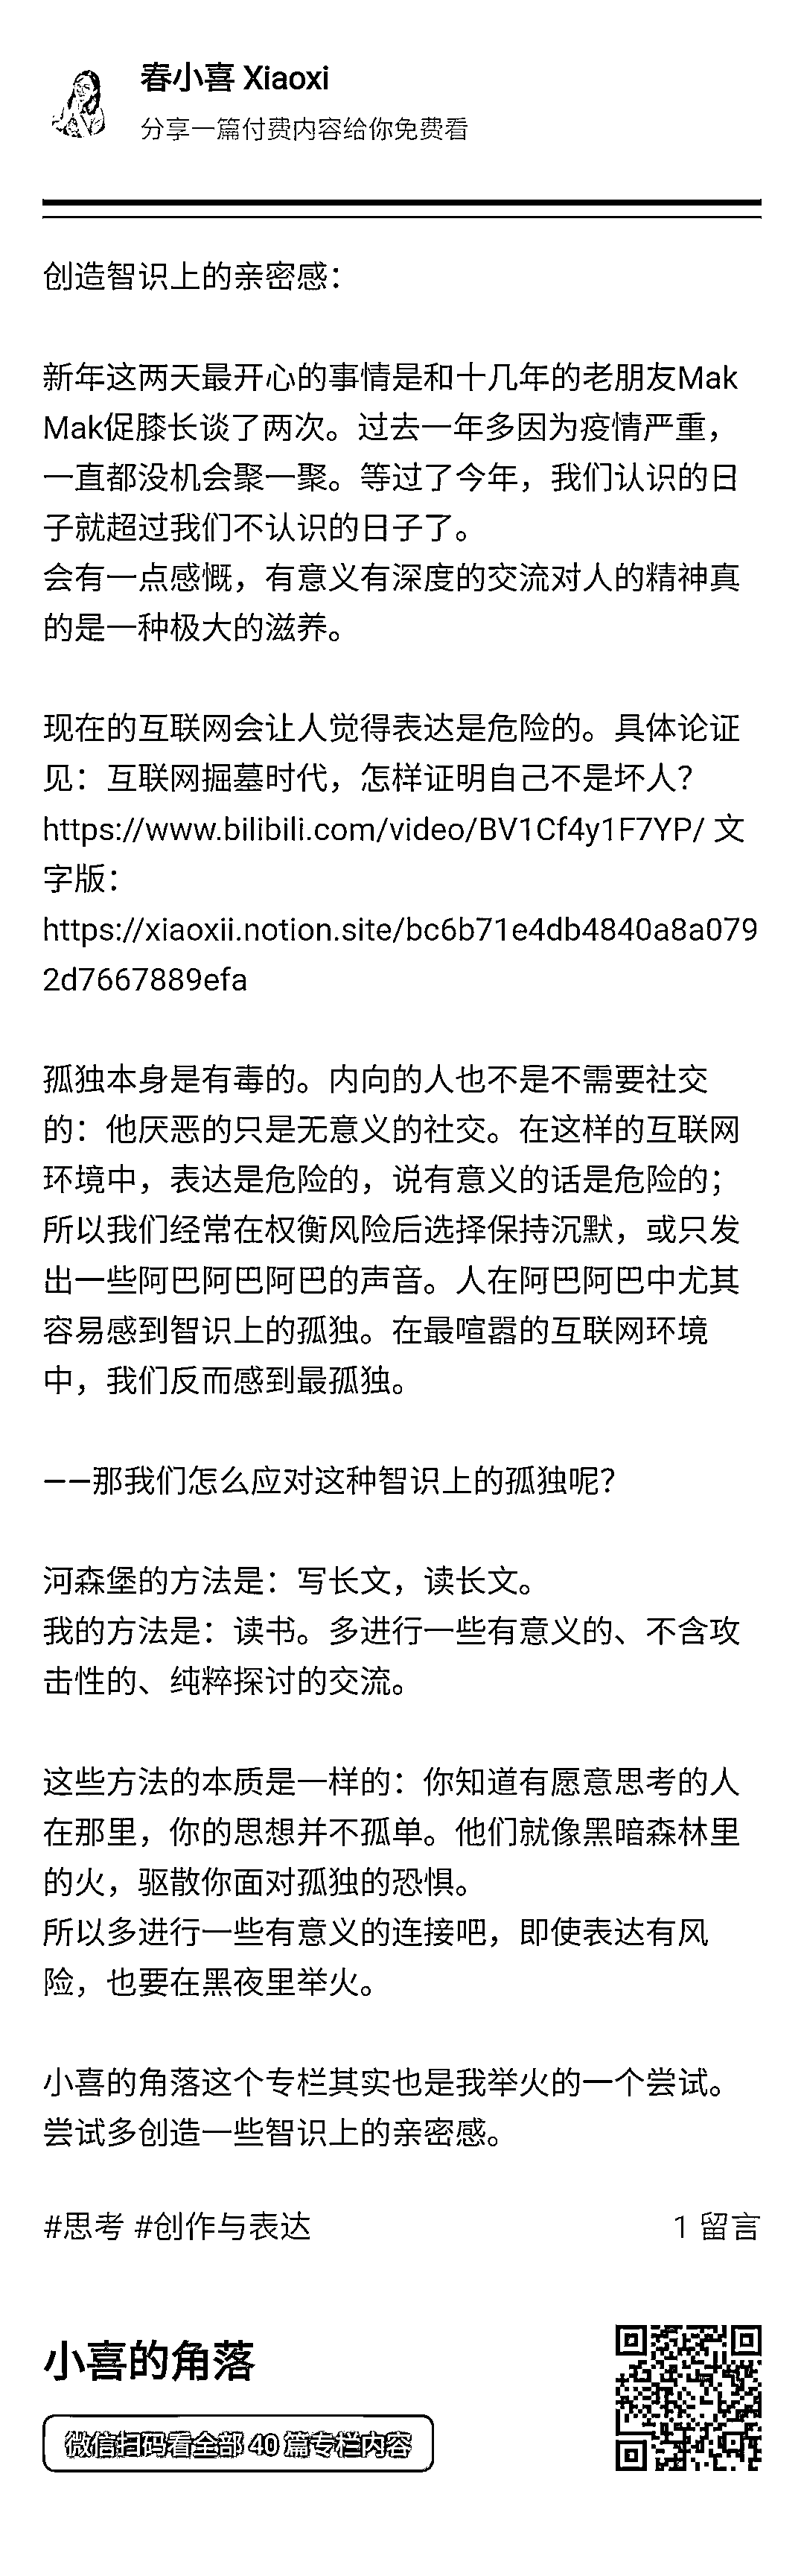 春小喜 Xiaoxi
分享一篇付费内容给你免费看
创造智识上的亲密感：
新年这两天最开心的事情是和十几年的老朋友Mak
Mak促膝长谈了两次。过去一年多因为疫情严重，
一直都没机会聚一聚。等过了今年，我们认识的日
子就超过我们不认识的日子了。
会有一点感慨，有意义有深度的交流对人的精神真
的是一种极大的滋养。
现在的互联网会让人觉得表达是危险的。具体论证
见：互联网掘墓时代，怎样证明自己不是坏人？
https://www.bilibili.com/video/BV1Cf4y1F7YP/ 文
字版：
https://xiaoxii.notion.site/bc6b71e4db4840a8a079
2d7667889efa
孤独本身是有毒的。内向的人也不是不需要社交
的：他厌恶的只是无意义的社交。在这样的互联网
环境中，表达是危险的，说有意义的话是危险的；
所以我们经常在权衡风险后选择保持沉默，或只发
出一些阿巴阿巴阿巴的声音。人在阿巴阿巴中尤其
容易感到智识上的孤独。在最喧嚣的互联网环境
中，我们反而感到最孤独。
——那我们怎么应对这种智识上的孤独呢？
河森堡的方法是：写长文，读长文。
我的方法是：读书。多进行一些有意义的、不含攻
击性的、纯粹探讨的交流。
这些方法的本质是一样的：你知道有愿意思考的人
在那里，你的思想并不孤单。他们就像黑暗森林里
的火，驱散你面对孤独的恐惧。
所以多进行一些有意义的连接吧，即使表达有风
险，也要在黑夜里举火。
小喜的角落这个专栏其实也是我举火的一个尝试。
尝试多创造一些智识上的亲密感。
#思考 #创作与表达
1 留言
小喜的角落
微信扫码看全部 40 篇专栏内容